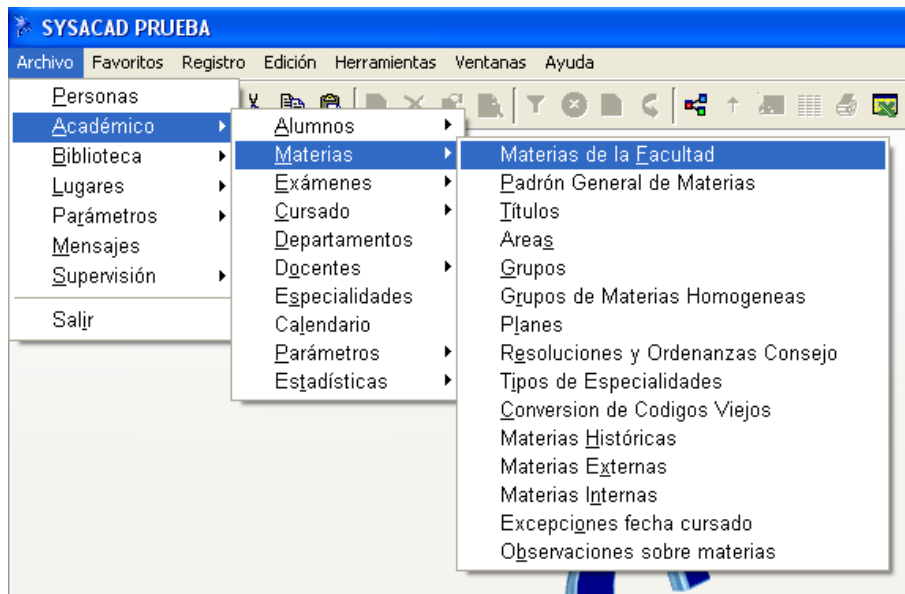 SYSACAD PRUEBA
Archivo Favoritos Registro Edición Herramientas Ventanas Ayuda
Personas
Académico
Biblioteca
Lugares
Parámetros
Mensajes
Supervisión
Salir
Alumnos
Materias
Exámenes
Cursado
Departamentos
Docentes
Especialidades
Calendario
Parámetros
Estadísticas
Materias de la Facultad
Padrón General de Materias
Títulos
Areas
Grupos
Grupos de Materias Homogeneas
Planes
Resoluciones y Ordenanzas Consejo
Tipos de Especialidades
Conversion de Codigos Viejos
Materias Históricas
Materias Externas
Materias Internas
Excepciones fecha cursado
Observaciones sobre materias